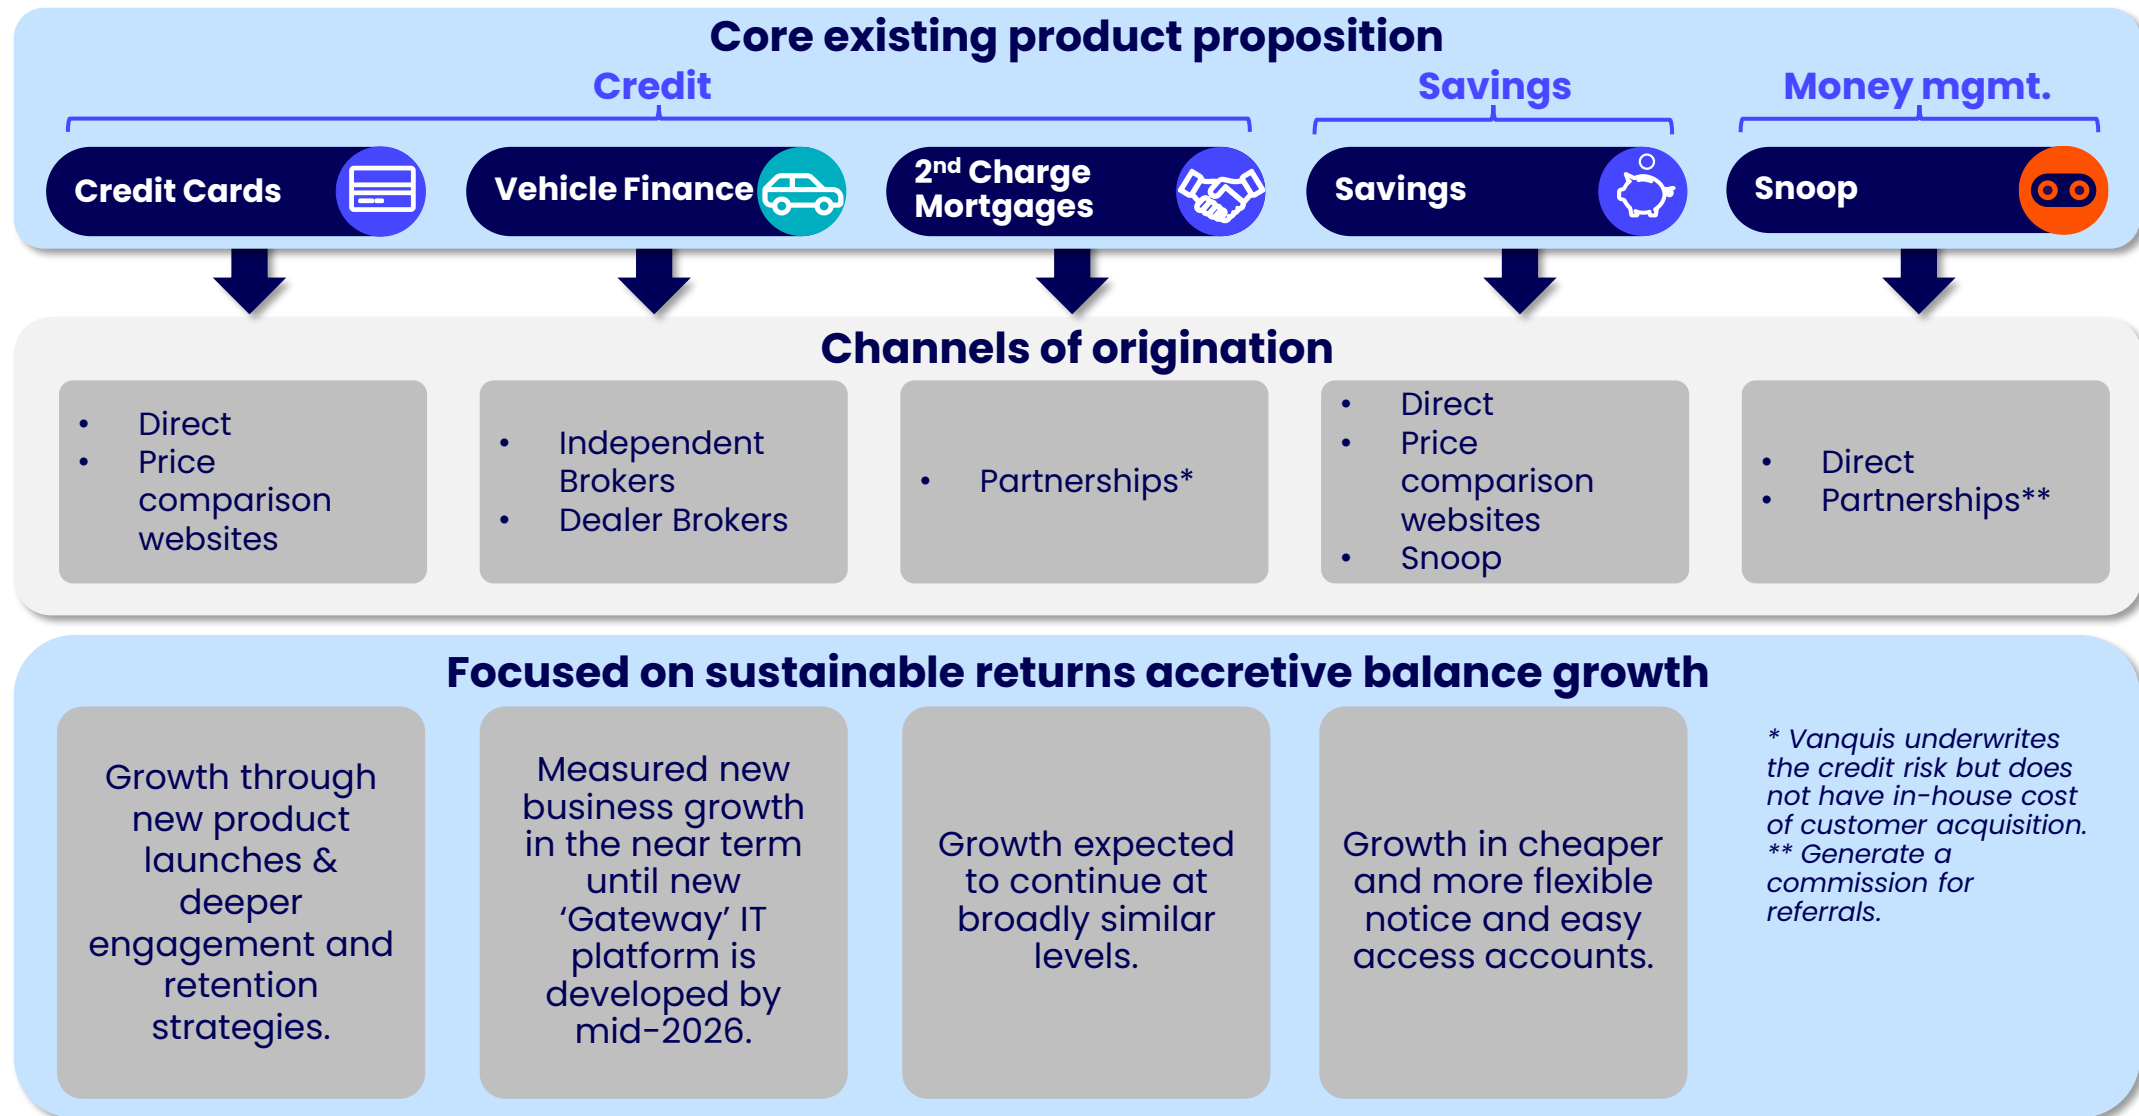 Core existing product proposition
Credit
Savings
Money mgmt.
Credit Cards
Vehicle Finance
2nd Charge
Mortgages
Savings
Snoop
Channels of origination
• Direct
• Price
comparison
websites
• Independent
Brokers
• Dealer Brokers
• Partnerships*
• Direct
• Price
comparison
websites
• Snoop
• Direct
• Partnerships**
Focused on sustainable returns accretive balance growth
Growth through
new product
launches &
deeper
engagement and
retention
strategies.
Measured new
business growth
in the near term
until new
‘Gateway’ IT
platform is
developed by
mid-2026.
Growth expected
to continue at
broadly similar
levels.
Growth in cheaper
and more flexible
notice and easy
access accounts.
* Vanquis underwrites
the credit risk but does
not have in-house cost
of customer acquisition.
** Generate a
commission for
referrals.